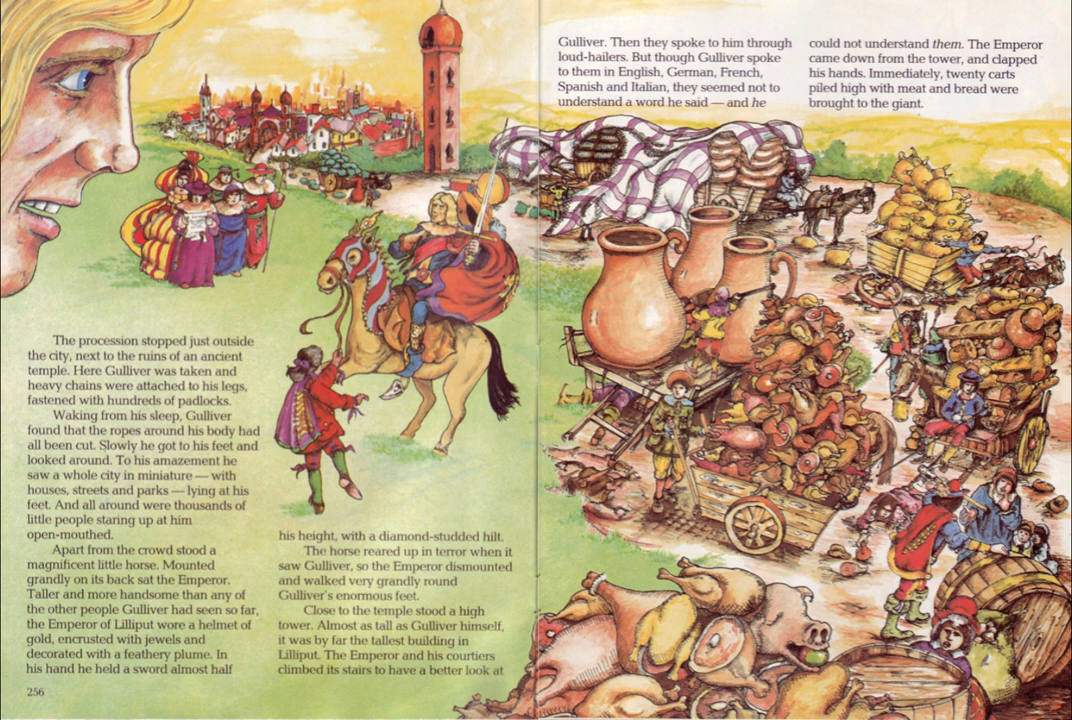 The procession stopped just outside
the city, next to the ruins of an ancient
temple. Here Gulliver was taken and
heavy chains were attached to his legs,
fastened with hundreds of padlocks.
Waking from his sleep, Gulliver
found that the ropes around his body had
all been cut. Slowly he got to his feet and
looked around. To his amazement he
saw a whole city in miniature — with
houses, streets and parks — lying at his
feet. And all around were thousands of
little people staring up at him
open-mouthed.
Apart from the crowd stood a
magnificent little horse. Mounted
grandly on its back sat the Emperor.
Taller and more handsome than any of
the other people Gulliver had seen so far,
the Emperor of Lilliput wore a helmet of
gold, encrusted with jewels and
decorated with a feathery plume. In
his hand he held a sword almost half
256
his height, with a diamond-studded hilt.
The horse reared up in terror when it
saw Gulliver, so the Emperor dismounted
and walked very grandly round
Gulliver's enormous feet.
Close to the temple stood a high
tower. Almost as tall as Gulliver himself,
it was by far the tallest building in
Lilliput. The Emperor and his courtiers
climbed its stairs to have a better look at
Gulliver. Then they spoke to him through
loud-hailers. But though Gulliver spoke
to them in English, German, French,
Spanish and Italian, they seemed not to
understand a word he said — and he
could not understand them. The Emperor
came down from the tower, and clapped
his hands. Immediately, twenty carts
piled high with meat and bread were
brought to the giant.